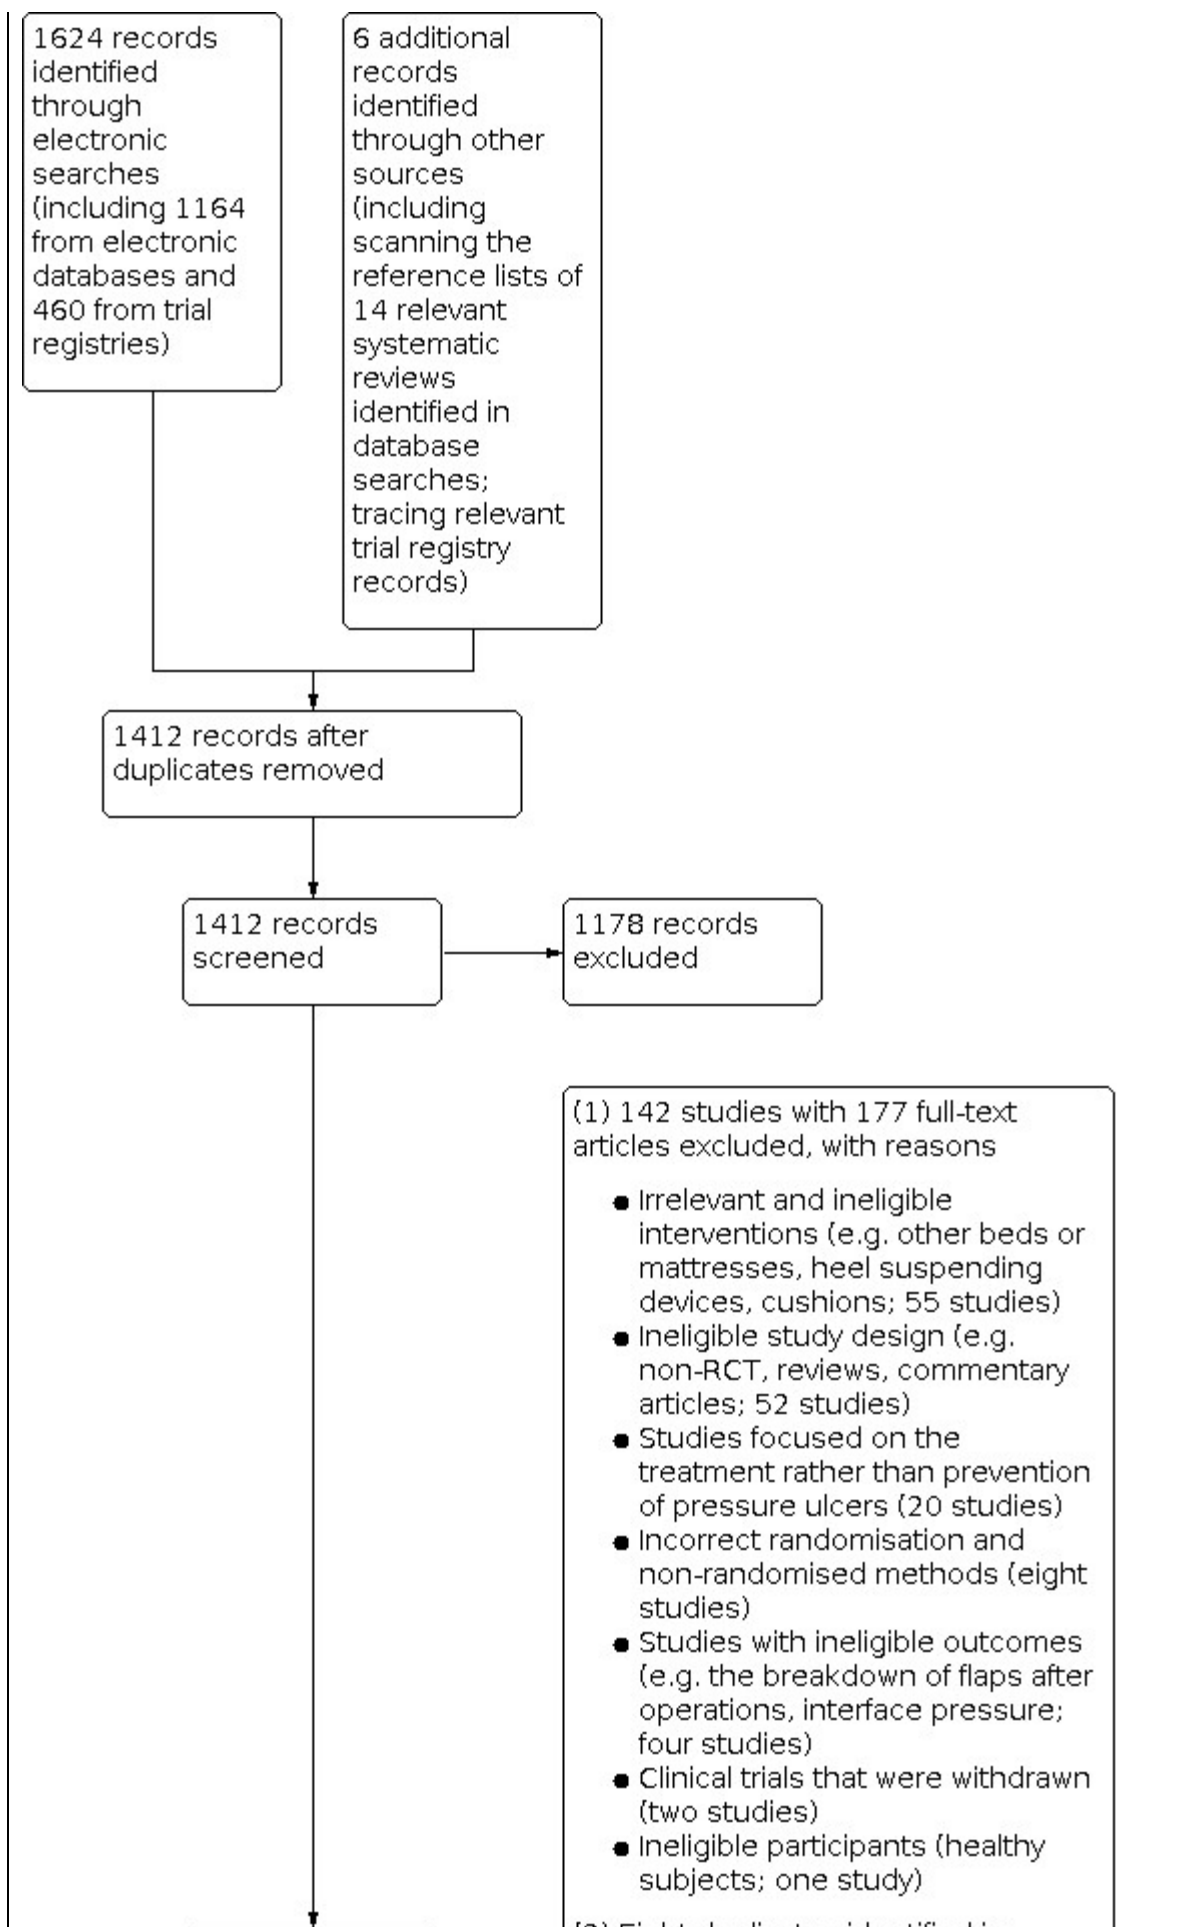 1624 records
identified
through
electronic
searches
(including 1164
from electronic
databases and
460 from trial
registries)
6 additional
records
identified
through other
sources
(including
scanning the
reference lists of
14 relevant
systematic
reviews
identified in
database
searches;
tracing relevant
trial registry
records)
1412 records after
duplicates removed
1412 records
screened
1178 records
excluded
(1) 142 studies with 177 full-text
articles excluded, with reasons
● Irrelevant and ineligible
interventions (e.g. other beds or
mattresses, heel suspending
devices, cushions; 55 studies)
● Ineligible study design (e.g.
non-RCT, reviews, commentary
articles; 52 studies)
● Studies focused on the
treatment rather than prevention
of pressure ulcers (20 studies)
● Incorrect randomisation and
non-randomised methods (eight
studies)
● Studies with ineligible outcomes
(e.g. the breakdown of flaps after
operations, interface pressure;
four studies)
● Clinical trials that were withdrawn
(two studies)
● Ineligible participants (healthy
subjects; one study)